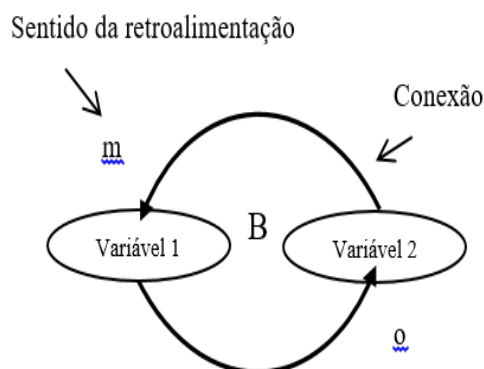 Sentido da retroalimentação
Conexão
m
B
Variável 1
Variável 2
o